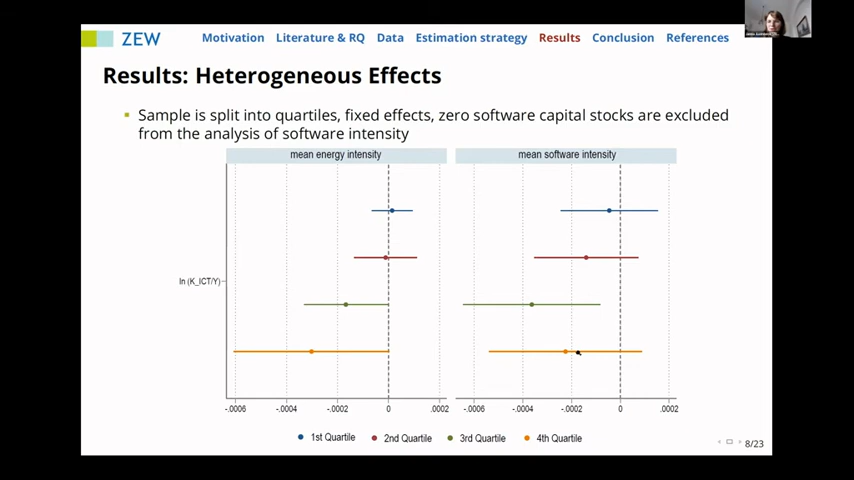 ZEW
Motivation Literature & RQ Data Estimation strategy Results Conclusion References
Results: Heterogeneous Effects
Sample is split into quartiles, fixed effects, zero software capital stocks are excluded
from the analysis of software intensity
mean energy intensity mean software intensity
ln (K_ICT/Y)
-.0006 -.0004 -.0002 0 .0002 -.0006 -.0004 -.0002 0 .0002
1st Quartile 2nd Quartile 3rd Quartile 4th Quartile
8/23